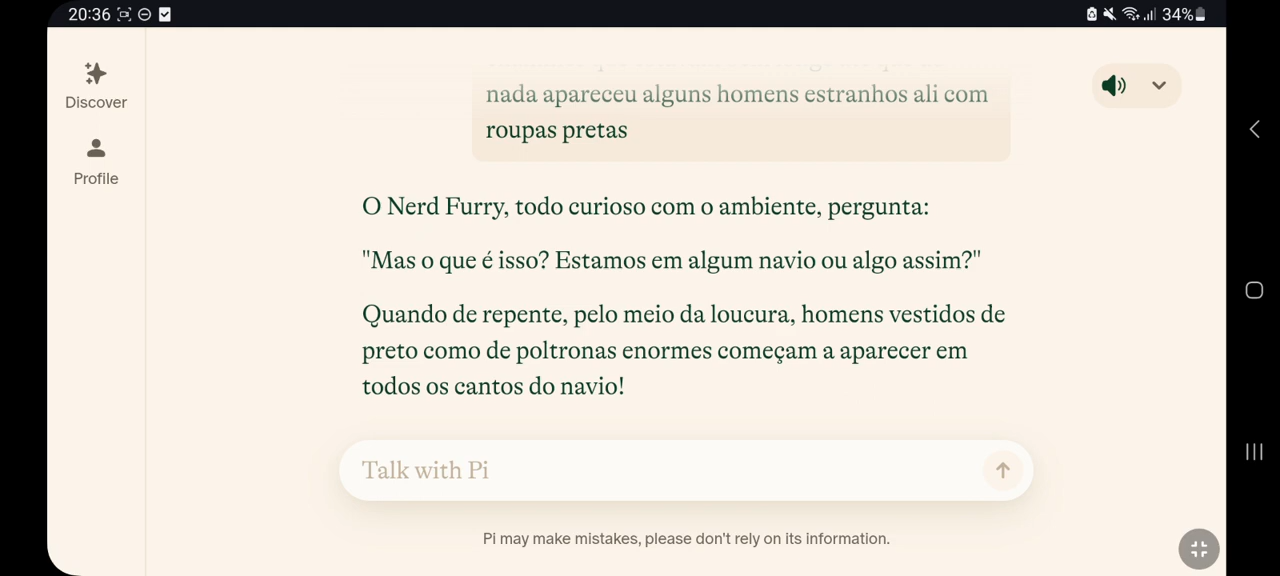 20:36
34%
Discover
Profile
nada apareceu alguns homens estranhos ali com
roupas pretas
O Nerd Furry, todo curioso com o ambiente, pergunta:
"Mas o que é isso? Estamos em algum navio ou algo assim?"
Quando de repente, pelo meio da loucura, homens vestidos de
preto como de poltronas enormes começam a aparecer em
todos os cantos do navio!
Talk with Pi
Pi may make mistakes, please don't rely on its information.